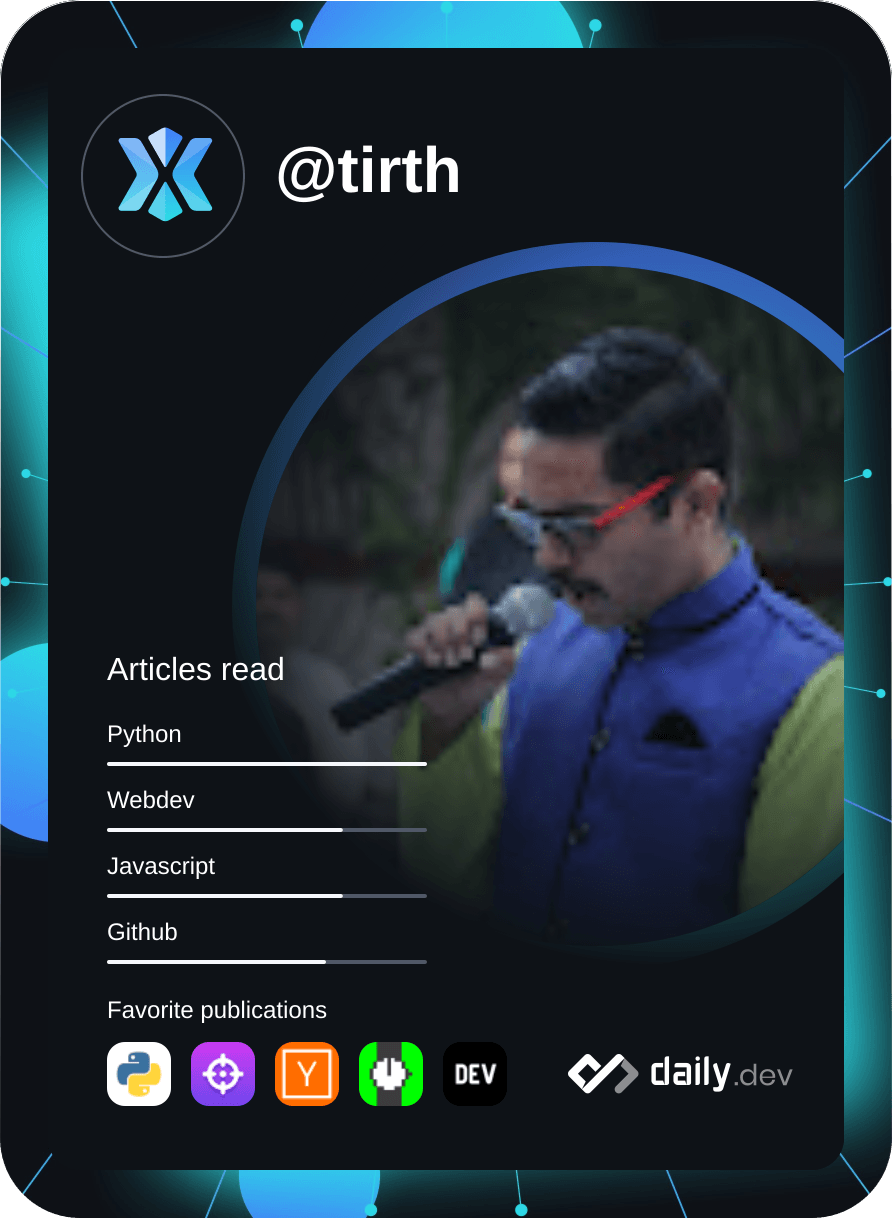 @tirth
Articles read
Python
Webdev
Javascript
Github
Favorite publications
Y
DEV
daily.dev